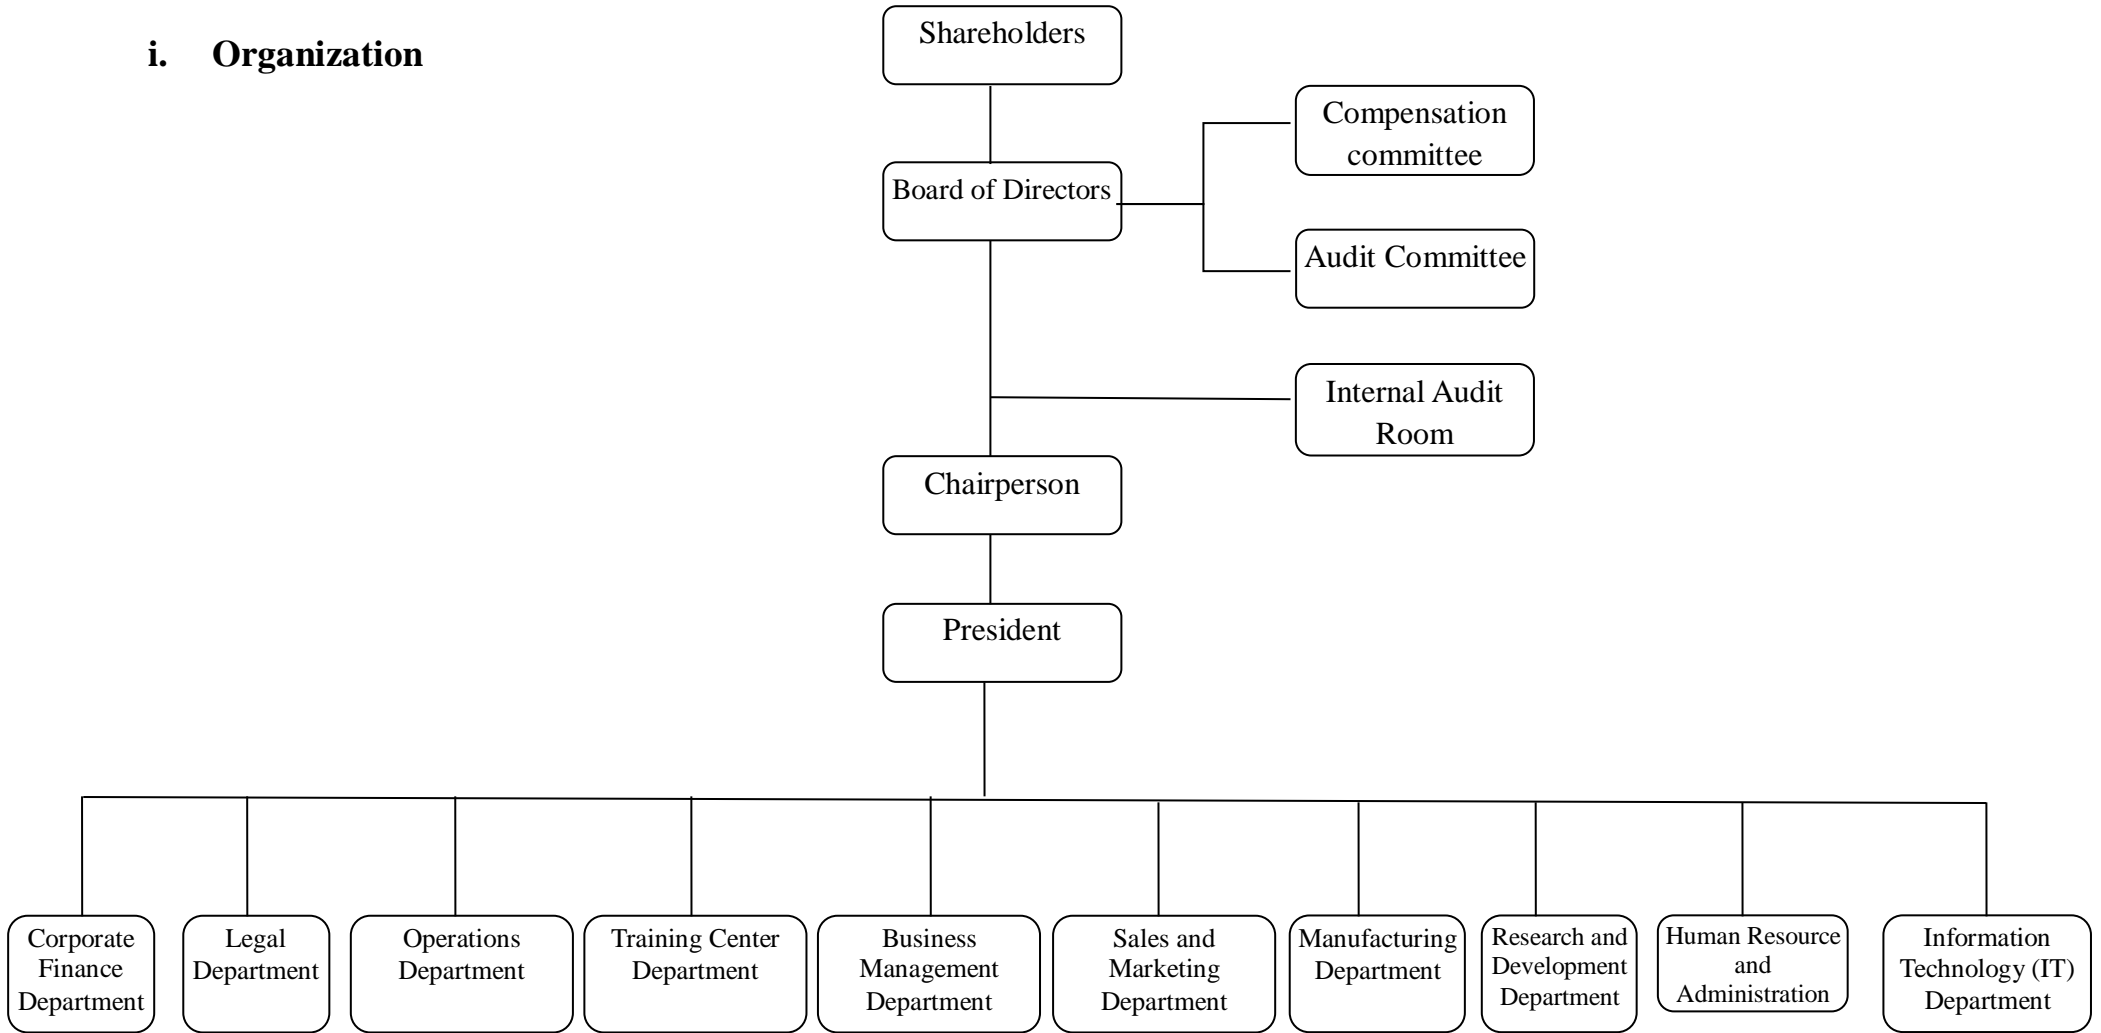 i. Organization
Shareholders
Compensation
committee
Board of Directors
Audit Committee
Internal Audit
Room
Chairperson
President
Corporate
Finance
Department
Legal
Department
Operations
Department
Training Center
Department
Business
Management
Department
Sales and
Marketing
Department
Manufacturing
Department
Research and
Development
Department
Human Resource
and
Administration
Information
Technology (IT)
Department